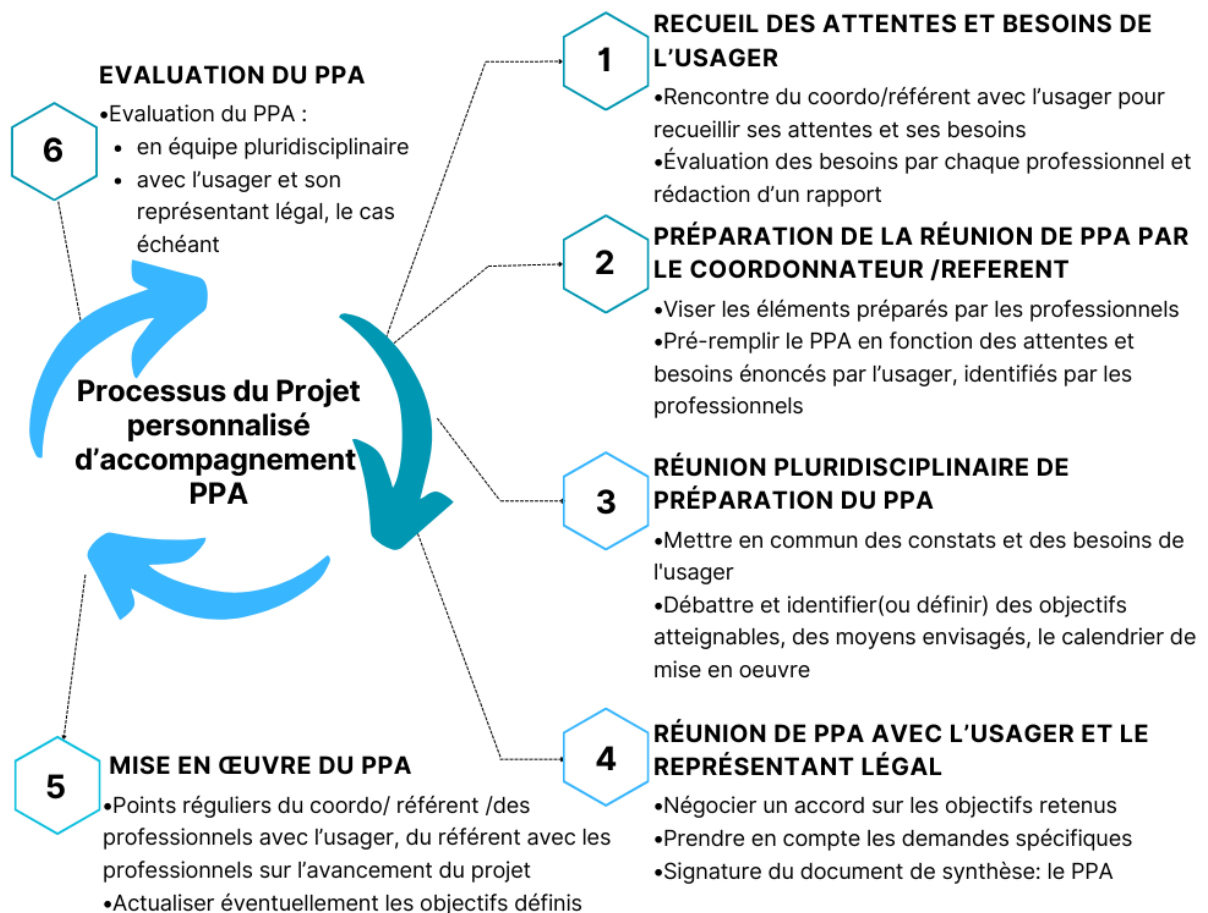 1
RECUEIL DES ATTENTES ET BESOINS DE
L’USAGER
•Rencontre du coordo/référent avec l’usager pour
recueillir ses attentes et ses besoins
•Évaluation des besoins par chaque professionnel et
rédaction d’un rapport
2
PRÉPARATION DE LA RÉUNION DE PPA PAR
LE COORDONNATEUR /REFERENT
•Viser les éléments préparés par les professionnels
•Pré-remplir le PPA en fonction des attentes et
besoins énoncés par l’usager, identifiés par les
professionnels
3
RÉUNION PLURIDISCIPLINAIRE DE
PRÉPARATION DU PPA
•Mettre en commun des constats et des besoins de
l'usager
•Débattre et identifier(ou définir) des objectifs
atteignables, des moyens envisagés, le calendrier de
mise en oeuvre
4
RÉUNION DE PPA AVEC L’USAGER ET LE
REPRÉSENTANT LÉGAL
•Négocier un accord sur les objectifs retenus
•Prendre en compte les demandes spécifiques
•Signature du document de synthèse: le PPA
5
MISE EN ŒUVRE DU PPA
•Points réguliers du coordo/ référent /des
professionnels avec l’usager, du référent avec les
professionnels sur l’avancement du projet
•Actualiser éventuellement les objectifs définis
6
EVALUATION DU PPA
•Evaluation du PPA :
• en équipe pluridisciplinaire
• avec l’usager et son
représentant légal, le cas
échéant
Processus du Projet
personnalisé
d’accompagnement
PPA